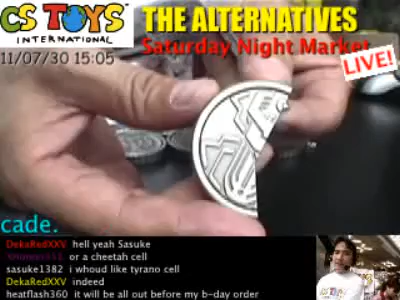 CS TOYS
INTERNATIONAL
THE ALTERNATIVES
Saturday Night Market
LIVE!
11/07/30 15:05
cade.
DekaRedXXV hell yeah Sasuke
or a cheetah cell
sasuke1382 i whoud like tyrano cell
DekaRedXXV indeed
heatflash360 it will be all out before my b-day order